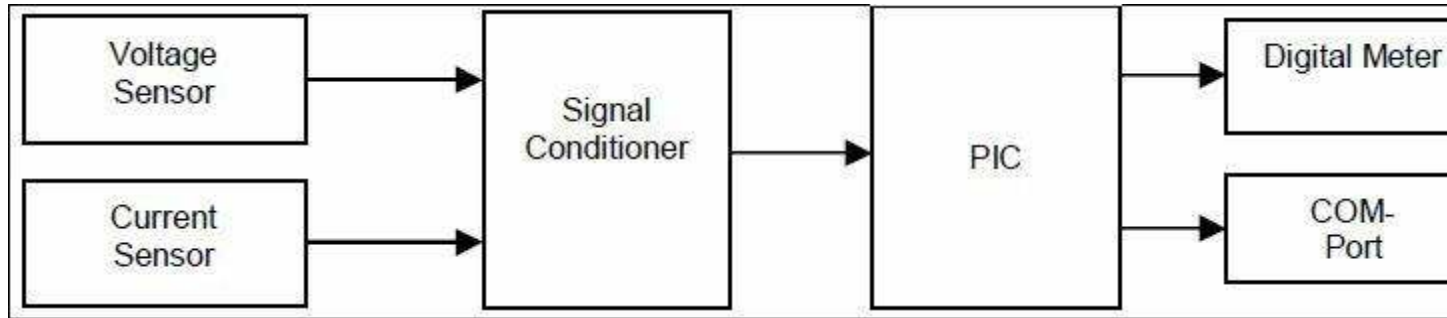 Voltage
Sensor
Current
Sensor
Signal
Conditioner
PIC
Digital Meter
COM-
Port